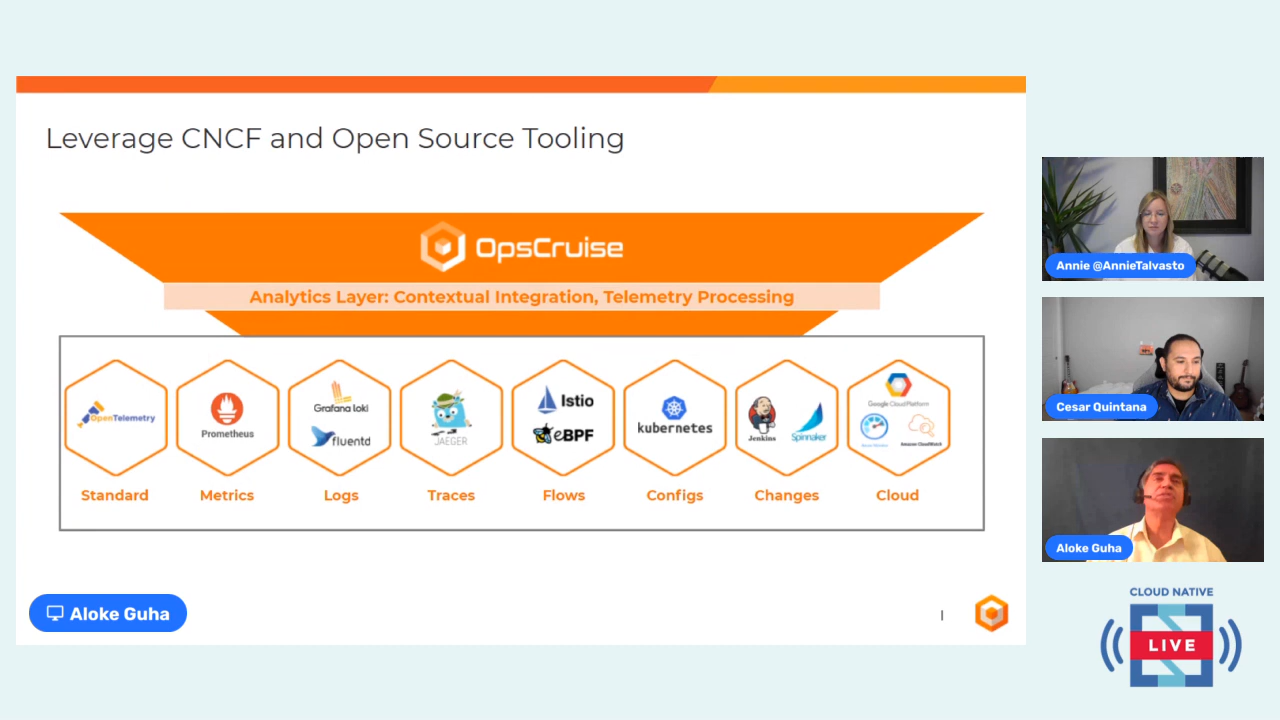 Leverage CNCF and Open Source Tooling
OpsCruise
Analytics Layer: Contextual Integration, Telemetry Processing
OpenTelemetry
Prometheus
Grafana loki
fluentd
JAEGER
Istio
eBPF
kubernetes
Jenkins
Spinnaker
Google Cloud Platform
Amazon CloudWatch
Standard
Metrics
Logs
Traces
Flows
Configs
Changes
Cloud
Aloke Guha
Annie @AnnieTalvasto
Cesar Quintana
Aloke Guha
CLOUD NATIVE
LIVE